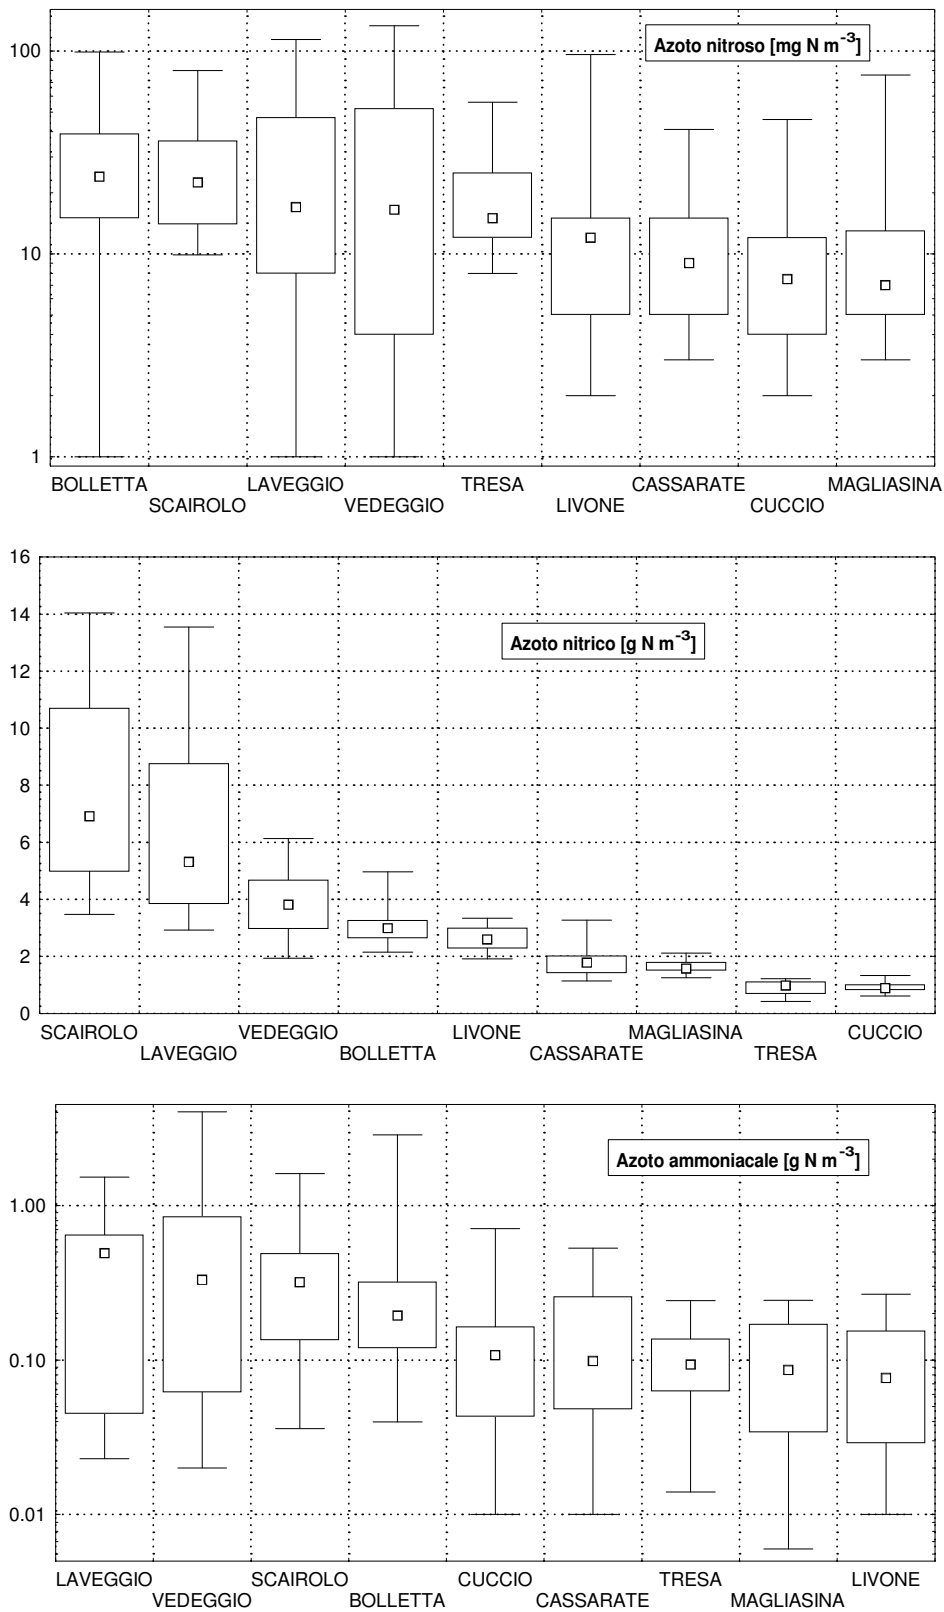 Azoto nitroso [mg N m-3]
100
10
1
BOLLETTA LAVEGGIO TRESA CASSARATE MAGLIASINA
SCAIROLO VEDEGGIO LIVONE CUCCIO
16
14
Azoto nitrico [g N m-3]
12
10
8
6
4
2
0
SCAIROLO VEDEGGIO LIVONE MAGLIASINA CUCCIO
LAVEGGIO BOLLETTA CASSARATE TRESA
Azoto ammoniacale [g N m-3]
1.00
0.10
0.01
LAVEGGIO SCAIROLO CUCCIO TRESA LIVONE
VEDEGGIO BOLLETTA CASSARATE MAGLIASINA